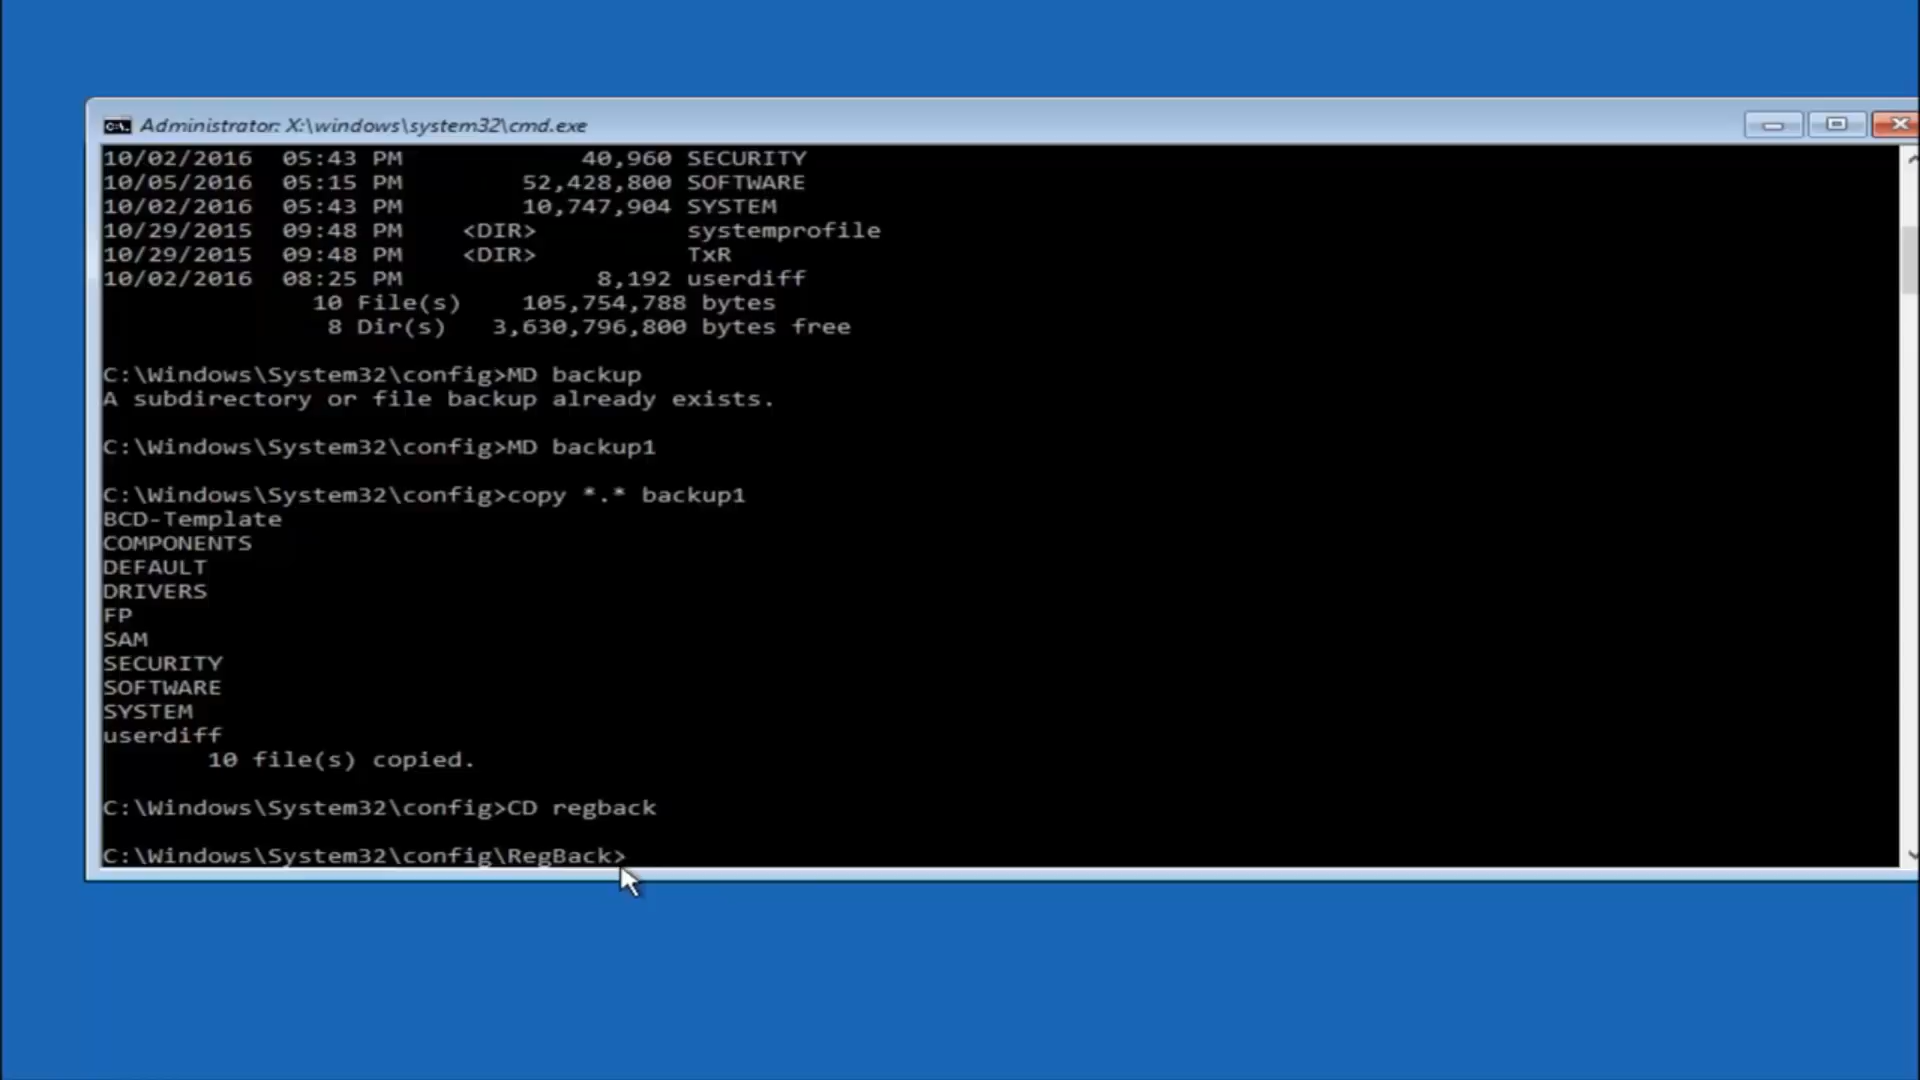 Administrator: X:\windows\system32\cmd.exe
10/02/2016  05:43 PM            40,960 SECURITY
10/05/2016  05:15 PM        52,428,800 SOFTWARE
10/02/2016  05:43 PM        10,747,904 SYSTEM
10/29/2015  09:48 PM    <DIR>          systemprofile
10/29/2015  09:48 PM    <DIR>          TxR
10/02/2016  08:25 PM             8,192 userdiff
              10 File(s)    105,754,788 bytes
               8 Dir(s)   3,630,796,800 bytes free
C:\Windows\System32\config>MD backup
A subdirectory or file backup already exists.
C:\Windows\System32\config>MD backup1
C:\Windows\System32\config>copy *.* backup1
BCD-Template
COMPONENTS
DEFAULT
DRIVERS
FP
SAM
SECURITY
SOFTWARE
SYSTEM
userdiff
       10 file(s) copied.
C:\Windows\System32\config>CD regback
C:\Windows\System32\config\RegBack>